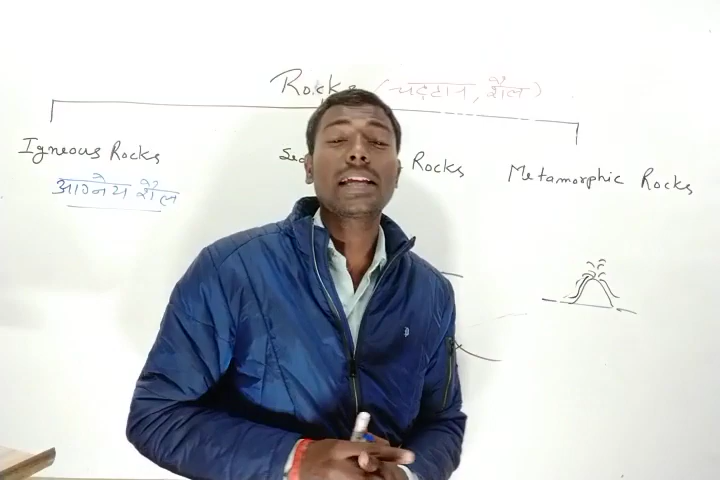 Rocks (चट्टान, शैल)
Igneous Rocks
Rocks
Metamorphic Rocks
आग्नेय शैल